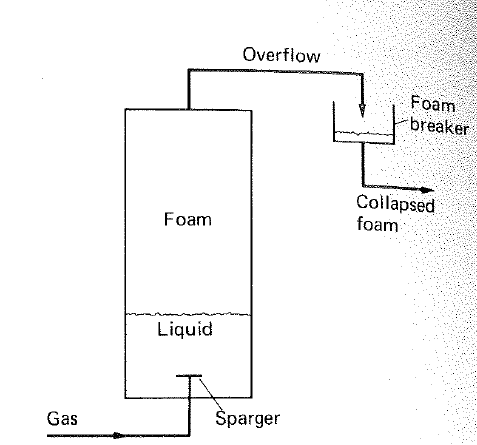 Overflow
Foam
breaker
Foam
Collapsed
foam
Liquid
Gas
Sparger